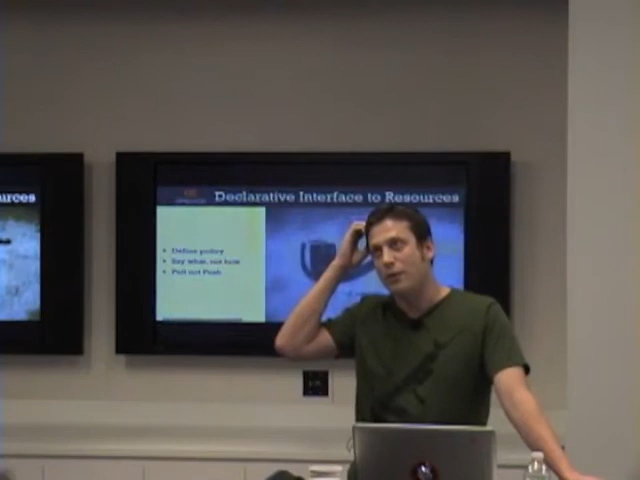 urces
Declarative Interface to Resources
• Define policy
• Say what, not how
• Pull not Push